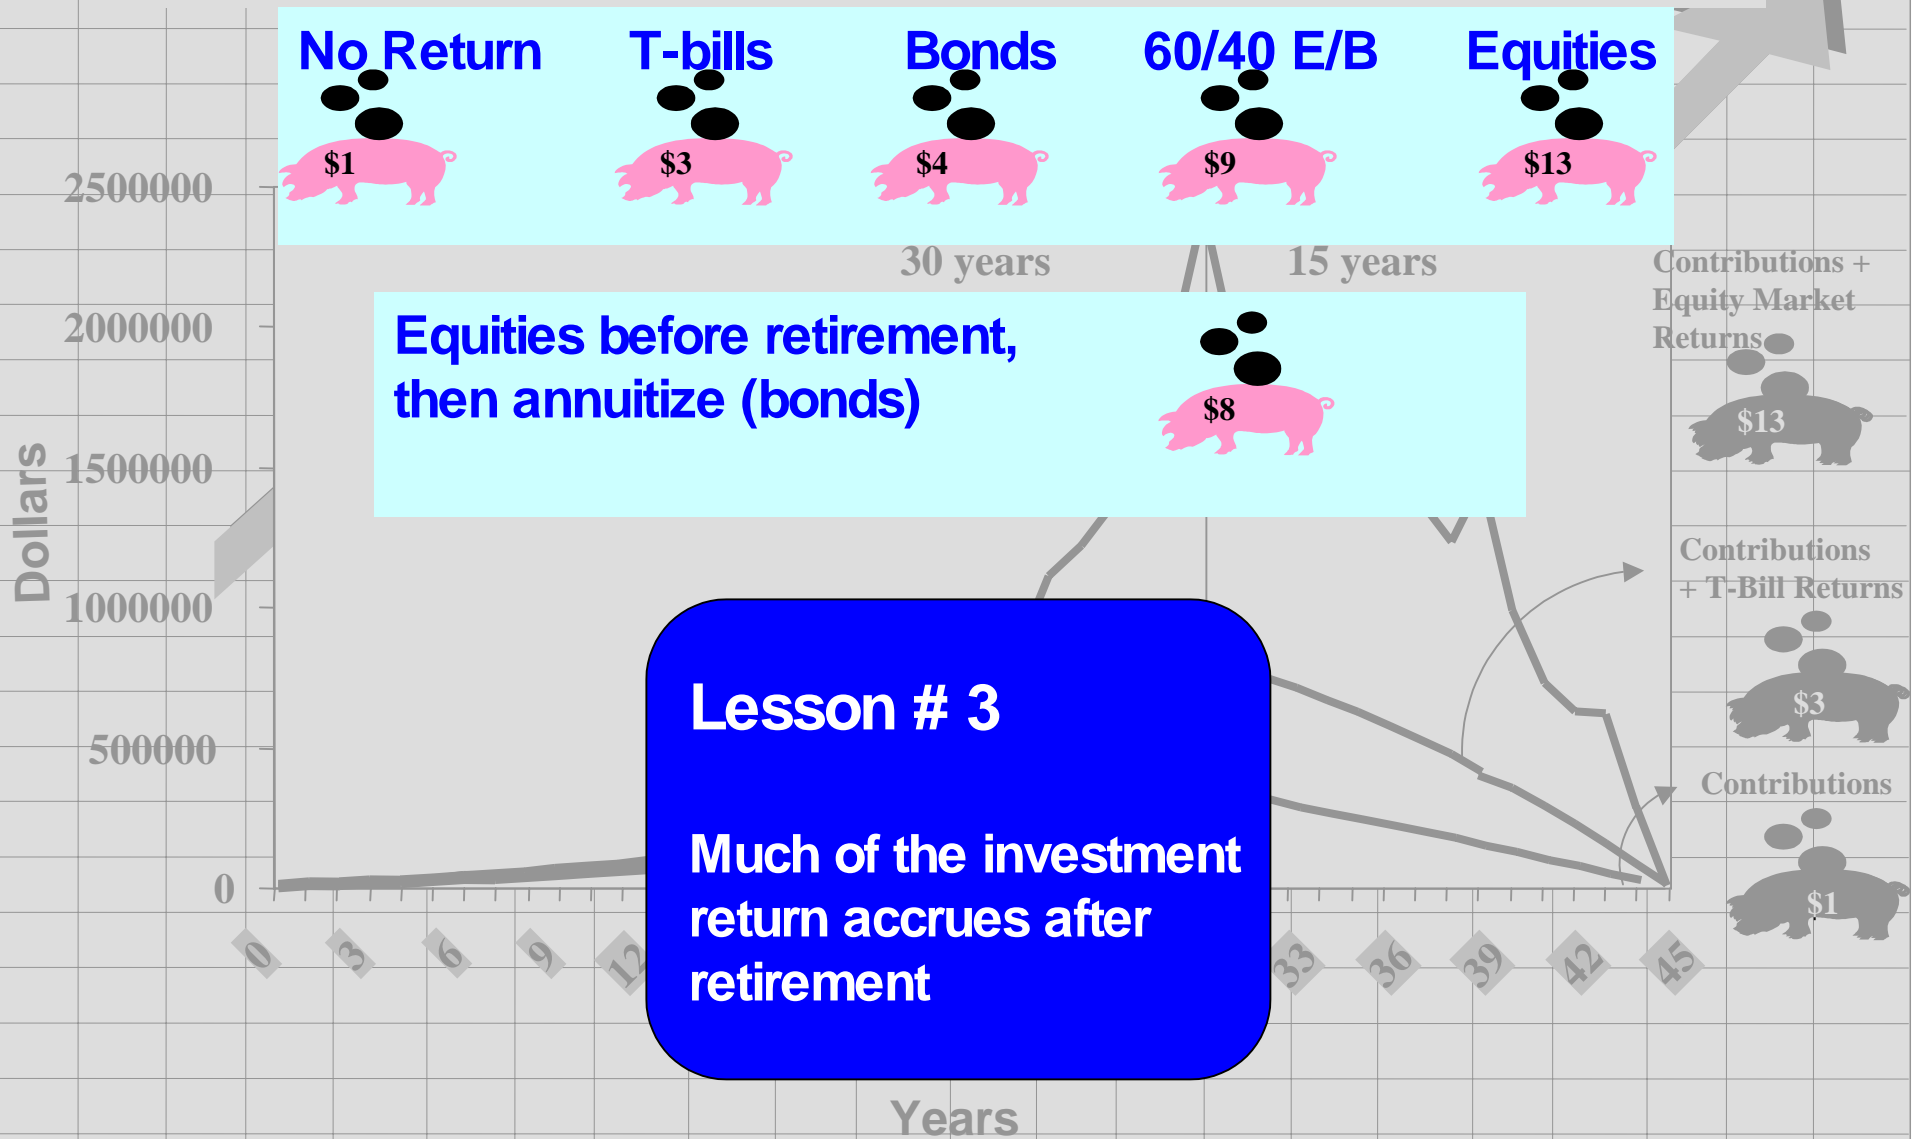 No Return
T-bills
Bonds
60/40 E/B
Equities
$1
$3
$4
$9
$13
2500000
2000000
1500000
1000000
500000
0
Dollars
30 years
15 years
Equities before retirement,
then annuitize (bonds)
$8
Contributions +
Equity Market
Returns
$13
Contributions
+ T-Bill Returns
$3
Contributions
$1
Lesson # 3
Much of the investment
return accrues after
retirement
0
3
6
9
12
33
36
39
42
45
Years